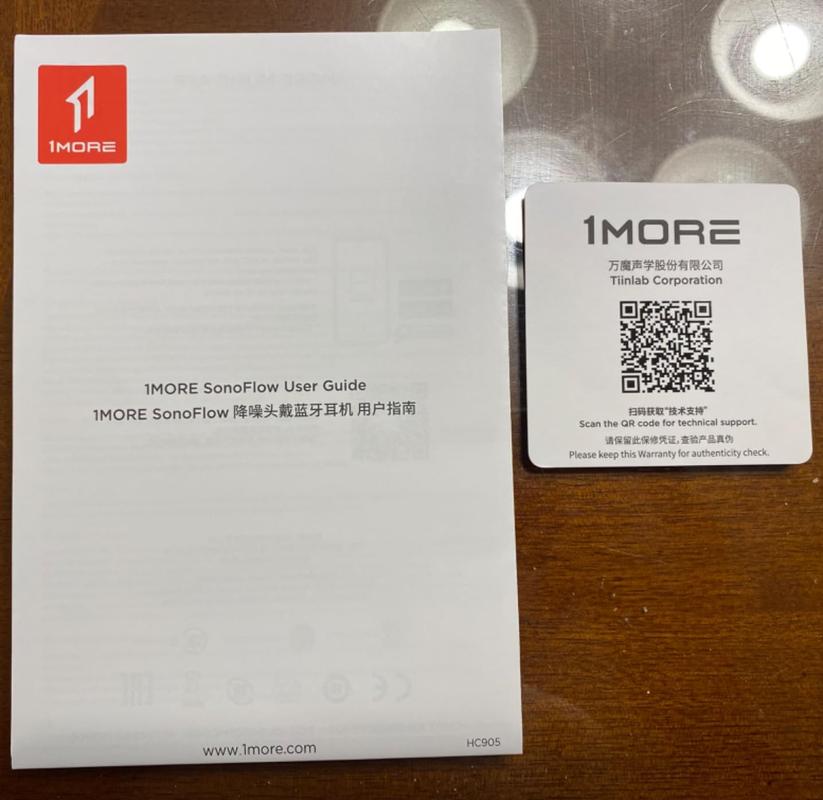 1MORE
1MORE SonoFlow User Guide
1MORE SonoFlow 降噪头戴蓝牙耳机 用户指南
www.1more.com
HC905
1MORE
万魔声学股份有限公司
Tiinlab Corporation
扫码获取“技术支持”
Scan the QR code for technical support.
请保留此保修凭证,查验产品真伪
Please keep this Warranty for authenticity check.